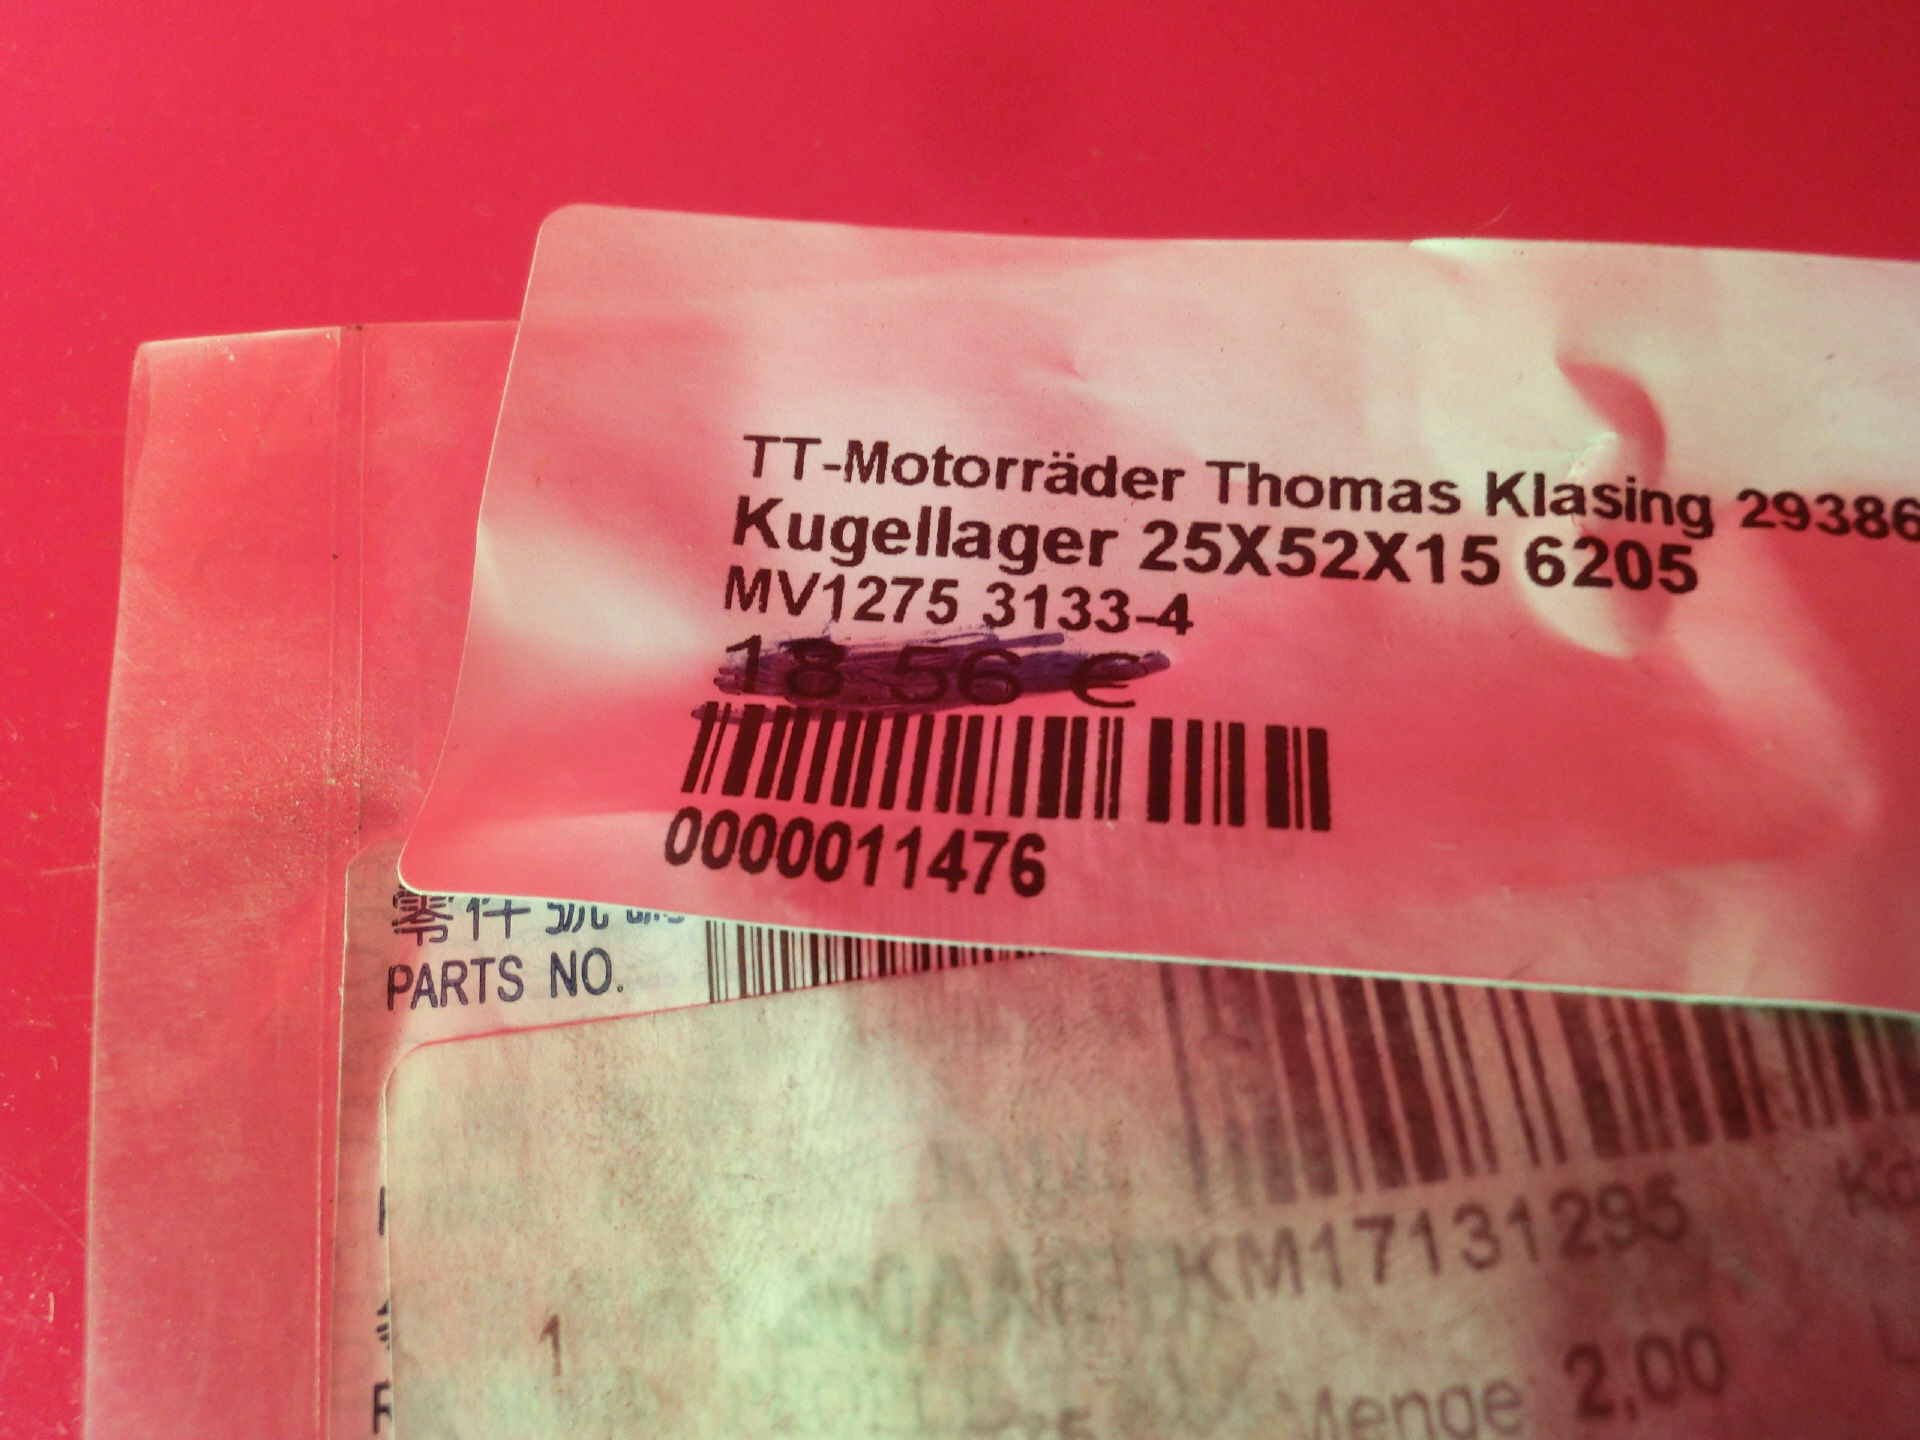 TT-Motorräder Thomas Klasing 29386
Kugellager 25X52X15 6205
MV1275 3133-4
18 56 €
0000011476
零件號碼
PARTS NO.
KM17131295
1
Menge 2,00